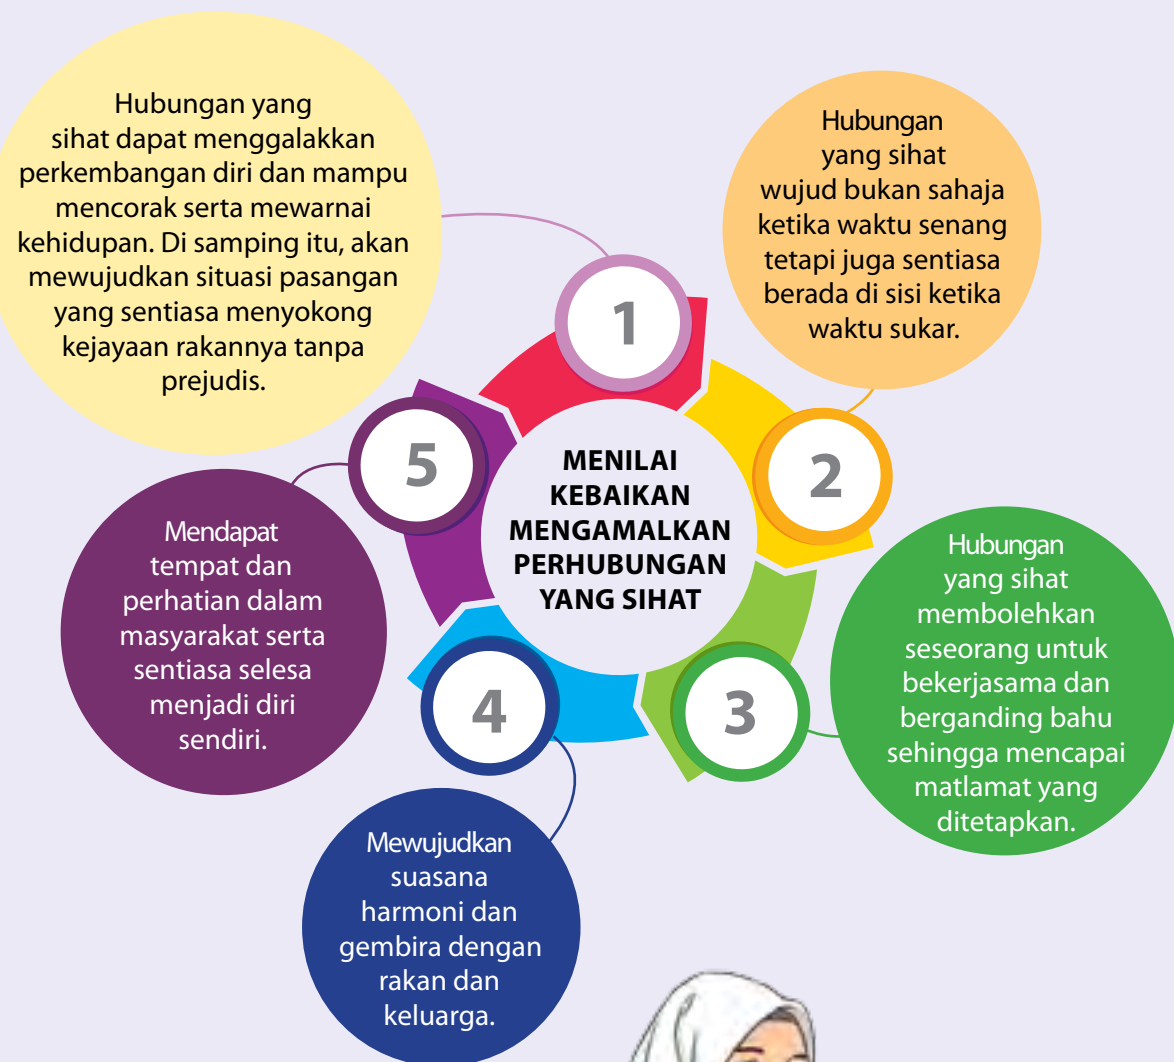 MENILAI
KEBAIKAN
MENGAMALKAN
PERHUBUNGAN
YANG SIHAT
1
Hubungan yang
sihat dapat menggalakkan
perkembangan diri dan mampu
mencorak serta mewarnai
kehidupan. Di samping itu, akan
mewujudkan situasi pasangan
yang sentiasa menyokong
kejayaan rakannya tanpa
prejudis.
2
Hubungan
yang sihat
wujud bukan sahaja
ketika waktu senang
tetapi juga sentiasa
berada di sisi ketika
waktu sukar.
3
Hubungan
yang sihat
membolehkan
seseorang untuk
bekerjasama dan
berganding bahu
sehingga mencapai
matlamat yang
ditetapkan.
4
Mewujudkan
suasana
harmoni dan
gembira dengan
rakan dan
keluarga.
5
Mendapat
tempat dan
perhatian dalam
masyarakat serta
sentiasa selesa
menjadi diri
sendiri.